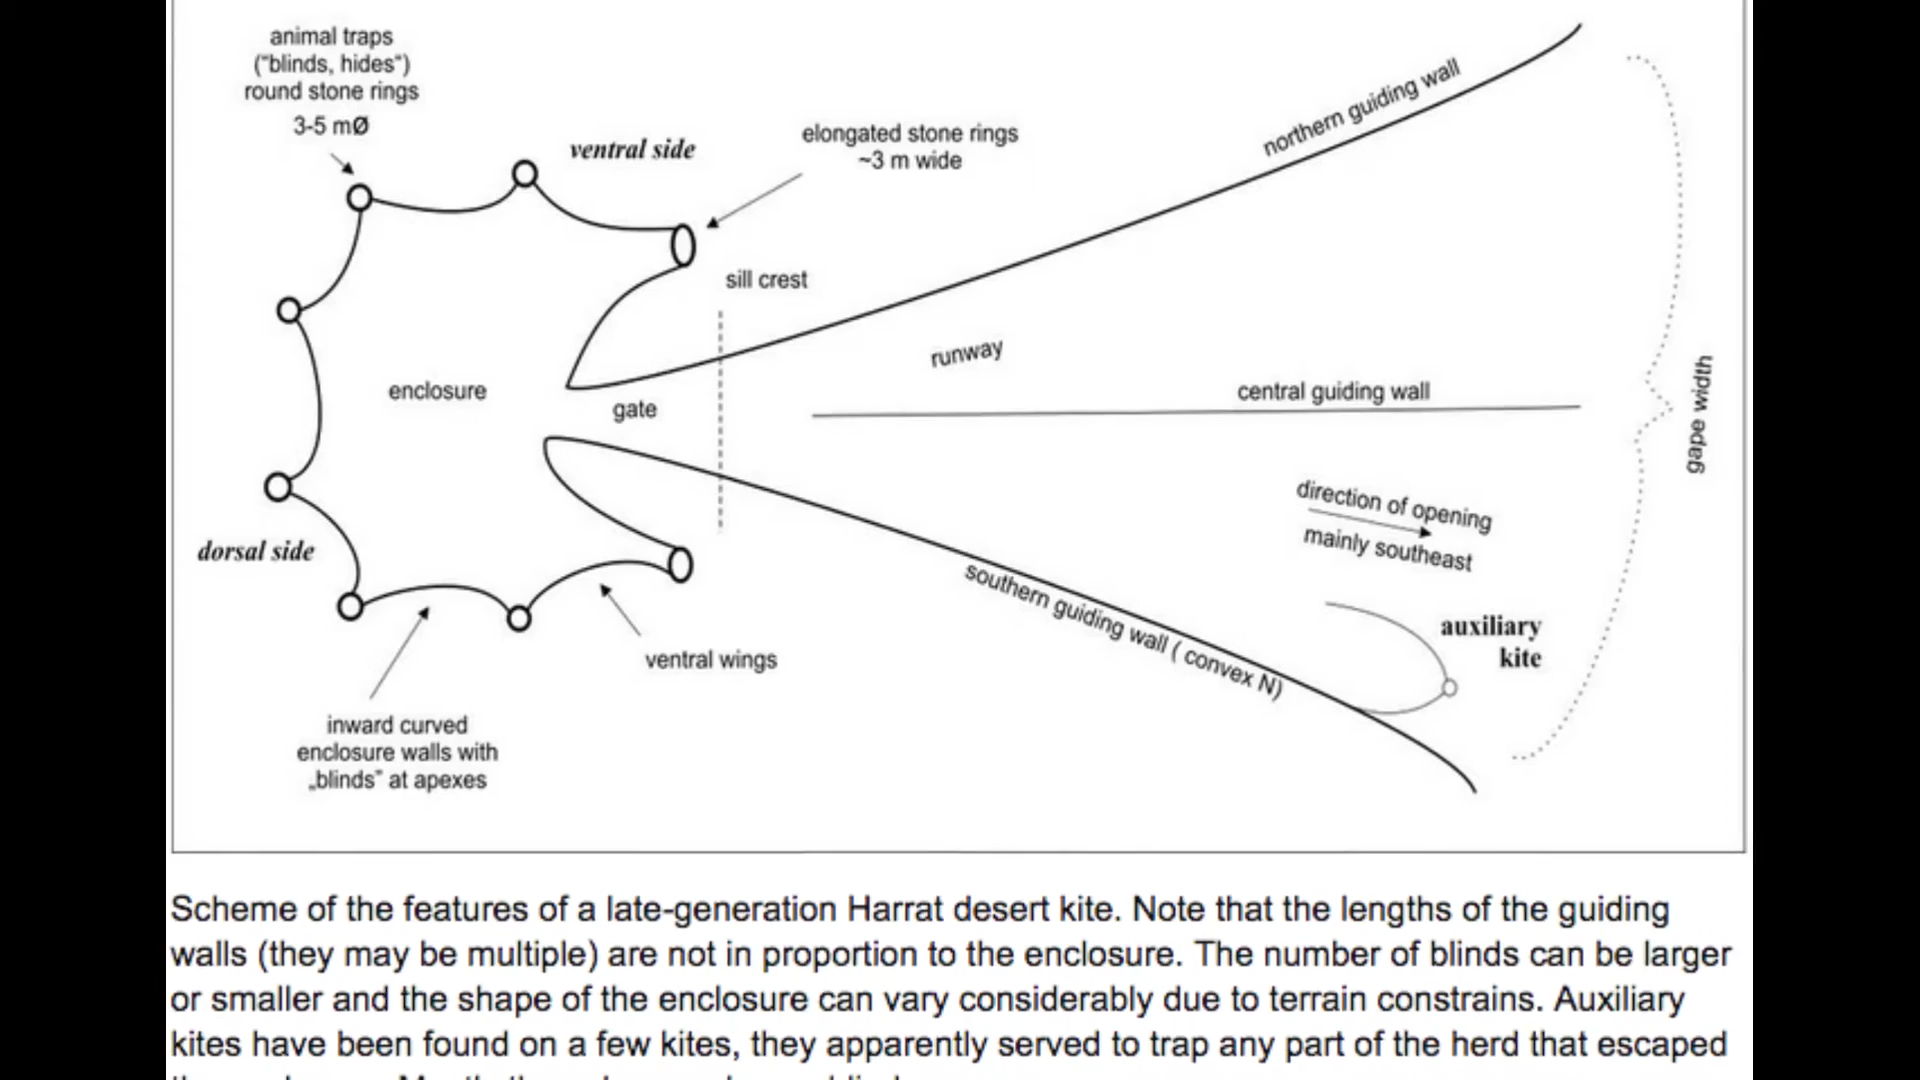 animal traps
("blinds, hides")
round stone rings
3-5 mØ
ventral side
elongated stone rings
~3 m wide
northern guiding wall
sill crest
runway
enclosure
gate
central guiding wall
gape width
direction of opening
mainly southeast
dorsal side
southern guiding wall ( convex N)
auxiliary
kite
ventral wings
inward curved
enclosure walls with
„blinds" at apexes
Scheme of the features of a late-generation Harrat desert kite. Note that the lengths of the guiding
walls (they may be multiple) are not in proportion to the enclosure. The number of blinds can be larger
or smaller and the shape of the enclosure can vary considerably due to terrain constrains. Auxiliary
kites have been found on a few kites, they apparently served to trap any part of the herd that escaped